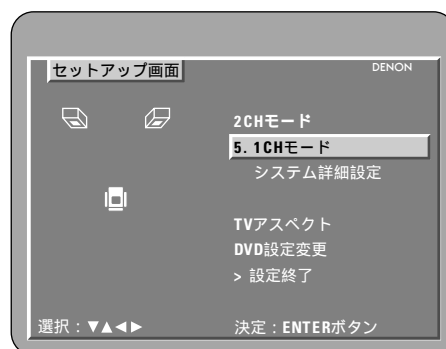 セットアップ画面
DENON
2CHモード
5. 1CHモード
システム詳細設定
TVアスペクト
DVD設定変更
> 設定終了
選択：▼▲◀▶
決定：ENTERボタン